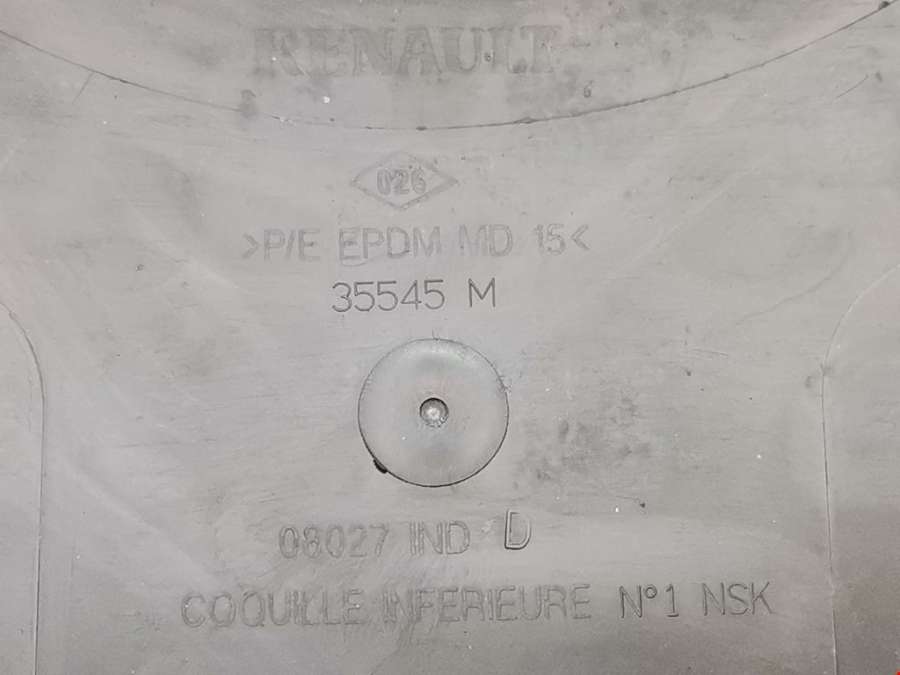 RENAULT
026
>P/E EPDM MD 15<
35545 M
08027 IND D
COQUILLE INFERIEURE N°1 NSK